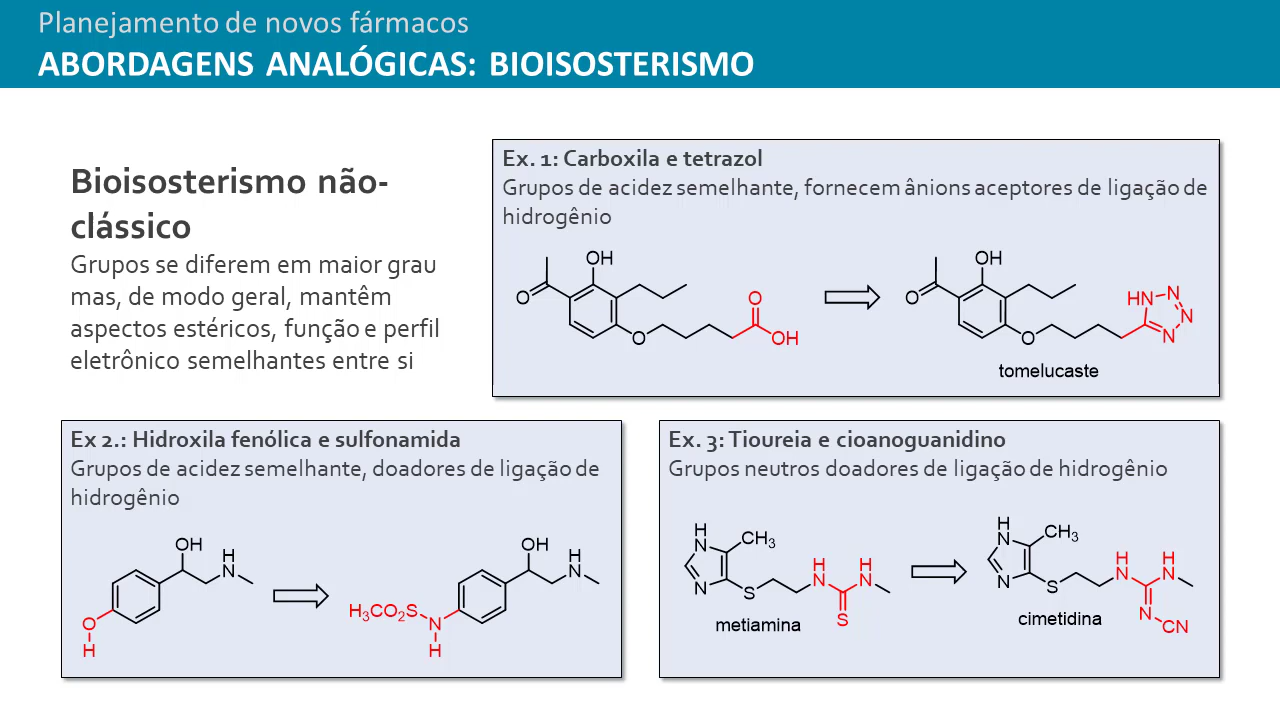 Planejamento de novos fármacos
ABORDAGENS ANALÓGICAS: BIOISOSTERISMO
Bioisosterismo não-
clássico
Grupos se diferem em maior grau
mas, de modo geral, mantêm
aspectos estéricos, função e perfil
eletrônico semelhantes entre si
Ex. 1: Carboxila e tetrazol
Grupos de acidez semelhante, fornecem ânions aceptores de ligação de
hidrogênio
OH
O
O
O
OH
OH
O
O
HN
N
N
N
tomelucaste
Ex 2.: Hidroxila fenólica e sulfonamida
Grupos de acidez semelhante, doadores de ligação de
hidrogênio
OH
H
N
O
H
OH
H
N
H₃CO₂S
N
H
Ex. 3: Tioureia e cioanoguanidino
Grupos neutros doadores de ligação de hidrogênio
H
N
CH₃
N
S
H
N
H
N
S
metiamina
H
N
CH₃
N
S
H
N
H
N
N
CN
cimetidina